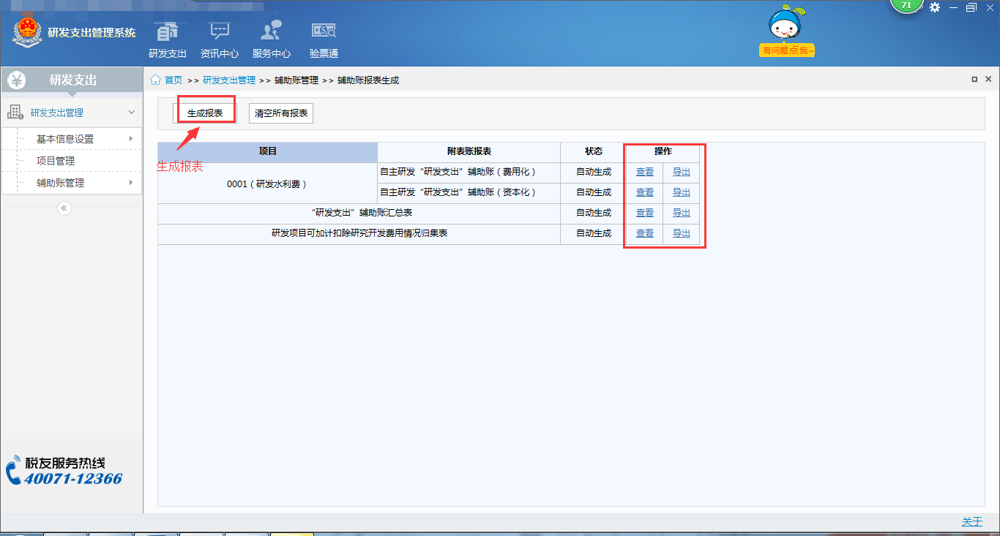 71
研发支出管理系统
研发支出 资讯中心 服务中心 验票通
有问题点我~
研发支出
首页 >> 研发支出管理 >> 辅助账管理 >> 辅助账报表生成
研发支出管理
基本信息设置
项目管理
辅助账管理
生成报表 清空所有报表
生成报表
项目 附表账报表 状态 操作
0001（研发水利费）
自主研发“研发支出”辅助账（费用化） 自动生成 查看 导出
自主研发“研发支出”辅助账（资本化） 自动生成 查看 导出
“研发支出”辅助账汇总表 自动生成 查看 导出
研发项目可加计扣除研究开发费用情况归集表 自动生成 查看 导出
税友服务热线
40071-12366
关于